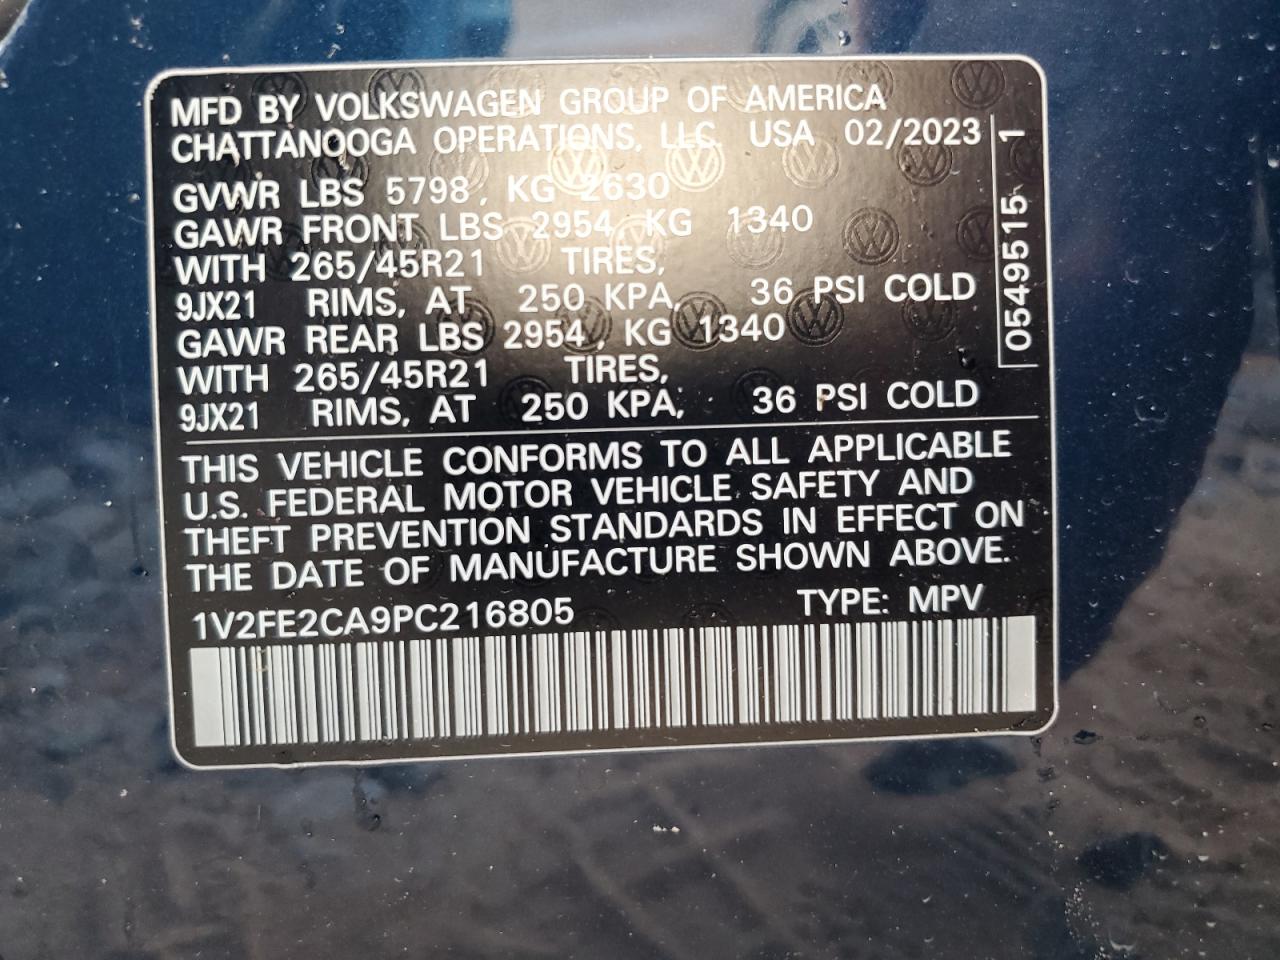 MFD BY VOLKSWAGEN GROUP OF AMERICA
CHATTANOOGA OPERATIONS, LLC. USA 02/2023
GVWR LBS 5798, KG 2630
GAWR FRONT LBS 2954, KG 1340
WITH 265/45R21 TIRES,
9JX21 RIMS, AT 250 KPA, 36 PSI COLD
GAWR REAR LBS 2954, KG 1340
WITH 265/45R21 TIRES,
9JX21 RIMS, AT 250 KPA, 36 PSI COLD
0549515 1
THIS VEHICLE CONFORMS TO ALL APPLICABLE
U.S. FEDERAL MOTOR VEHICLE SAFETY AND
THEFT PREVENTION STANDARDS IN EFFECT ON
THE DATE OF MANUFACTURE SHOWN ABOVE.
1V2FE2CA9PC216805 TYPE: MPV